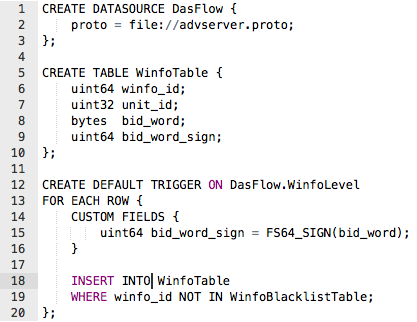 1 CREATE DATASOURCE DasFlow {
2     proto = file://advserver.proto;
3 };
4
5 CREATE TABLE WinfoTable {
6     uint64 winfo_id;
7     uint32 unit_id;
8     bytes  bid_word;
9     uint64 bid_word_sign;
10 };
11
12 CREATE DEFAULT TRIGGER ON DasFlow.WinfoLevel
13 FOR EACH ROW {
14     CUSTOM FIELDS {
15         uint64 bid_word_sign = FS64_SIGN(bid_word);
16     }
17
18     INSERT INTO WinfoTable
19     WHERE winfo_id NOT IN WinfoBlacklistTable;
20 };